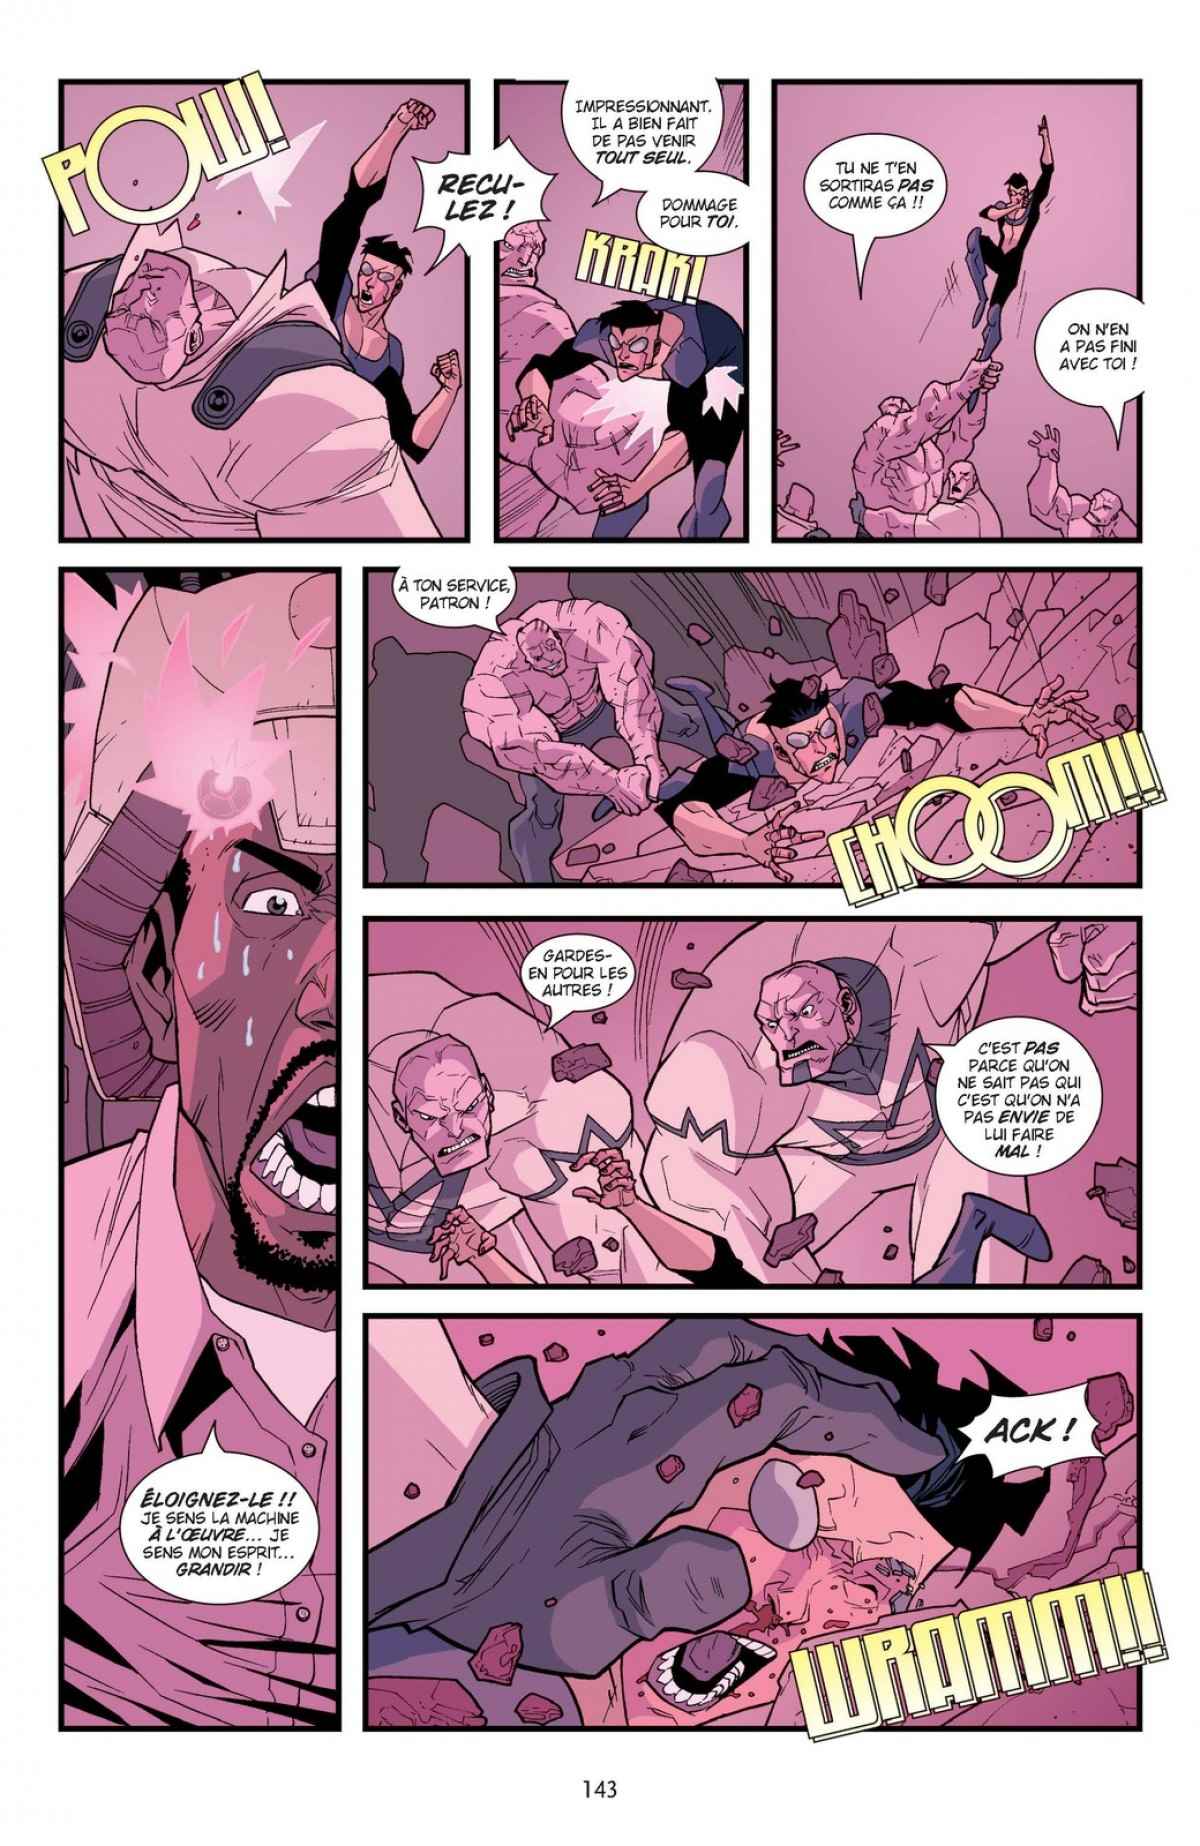 POW!!
RECU-
LEZ !
IMPRESSIONNANT.
IL A BIEN FAIT
DE PAS VENIR
TOUT SEUL.
DOMMAGE
POUR TOI.
KRAK!
TU NE T'EN
SORTIRAS PAS
COMME ÇA !!
ON N'EN
A PAS FINI
AVEC TOI !
ÉLOIGNEZ-LE !!
JE SENS LA MACHINE
À L'ŒUVRE... JE
SENS MON ESPRIT...
GRANDIR !
À TON SERVICE,
PATRON !
CHOOOM!!
GARDES-
EN POUR LES
AUTRES !
C'EST PAS
PARCE QU'ON
NE SAIT PAS QUI
C'EST QU'ON N'A
PAS ENVIE DE
LUI FAIRE
MAL !
ACK !
WRAMM!!
143